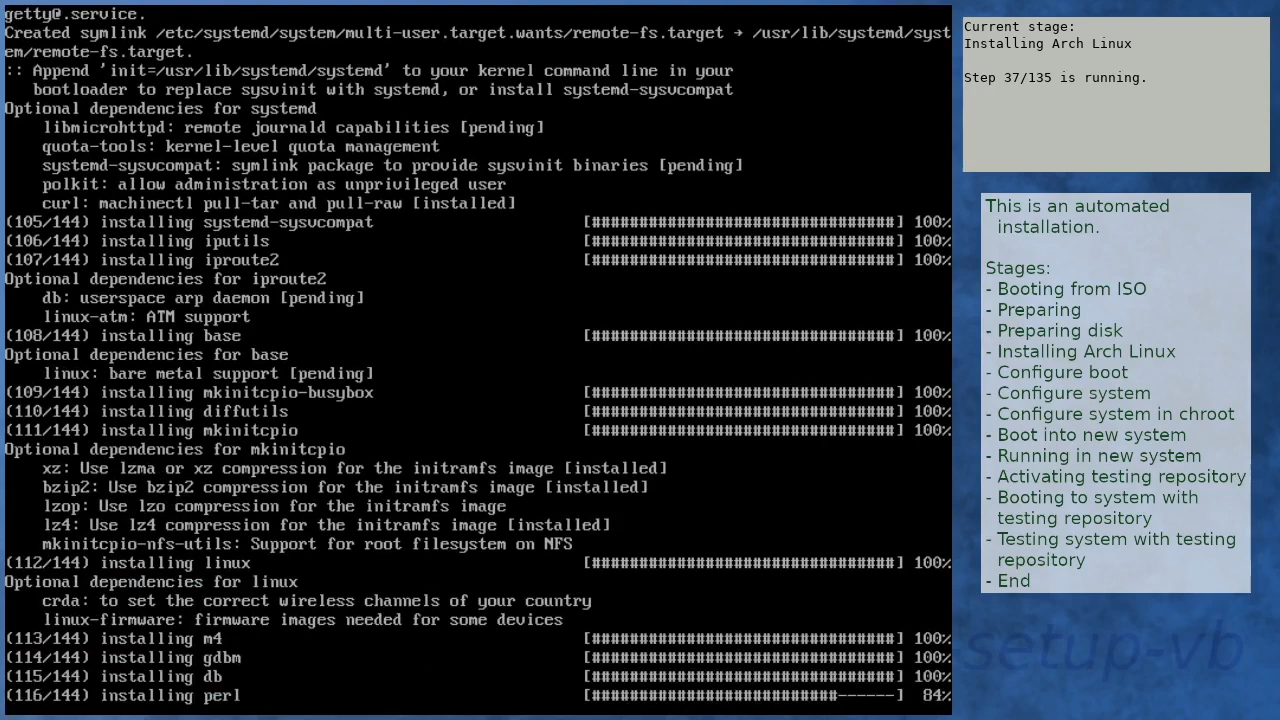 getty@.service.
Created symlink /etc/systemd/system/multi-user.target.wants/remote-fs.target → /usr/lib/systemd/syst
em/remote-fs.target.
:: Append 'init=/usr/lib/systemd/systemd' to your kernel command line in your
   bootloader to replace sysvinit with systemd, or install systemd-sysvcompat
Optional dependencies for systemd
    libmicrohttpd: remote journald capabilities [pending]
    quota-tools: kernel-level quota management
    systemd-sysvcompat: symlink package to provide sysvinit binaries [pending]
    polkit: allow administration as unprivileged user
    curl: machinectl pull-tar and pull-raw [installed]
(105/144) installing systemd-sysvcompat [################################] 100%
(106/144) installing iputils [################################] 100%
(107/144) installing iproute2 [################################] 100%
Optional dependencies for iproute2
    db: userspace arp daemon [pending]
    linux-atm: ATM support
(108/144) installing base [################################] 100%
Optional dependencies for base
    linux: bare metal support [pending]
(109/144) installing mkinitcpio-busybox [################################] 100%
(110/144) installing diffutils [################################] 100%
(111/144) installing mkinitcpio [################################] 100%
Optional dependencies for mkinitcpio
    xz: Use lzma or xz compression for the initramfs image [installed]
    bzip2: Use bzip2 compression for the initramfs image [installed]
    lzop: Use lzo compression for the initramfs image
    lz4: Use lz4 compression for the initramfs image [installed]
    mkinitcpio-nfs-utils: Support for root filesystem on NFS
(112/144) installing linux [################################] 100%
Optional dependencies for linux
    crda: to set the correct wireless channels of your country
    linux-firmware: firmware images needed for some devices
(113/144) installing m4 [################################] 100%
(114/144) installing gdbm [################################] 100%
(115/144) installing db [################################] 100%
(116/144) installing perl [##########################------] 84%
Current stage:
Installing Arch Linux
Step 37/135 is running.
This is an automated
installation.
Stages:
- Booting from ISO
- Preparing
- Preparing disk
- Installing Arch Linux
- Configure boot
- Configure system
- Configure system in chroot
- Boot into new system
- Running in new system
- Activating testing repository
- Booting to system with
testing repository
- Testing system with testing
repository
- End
setup-vb